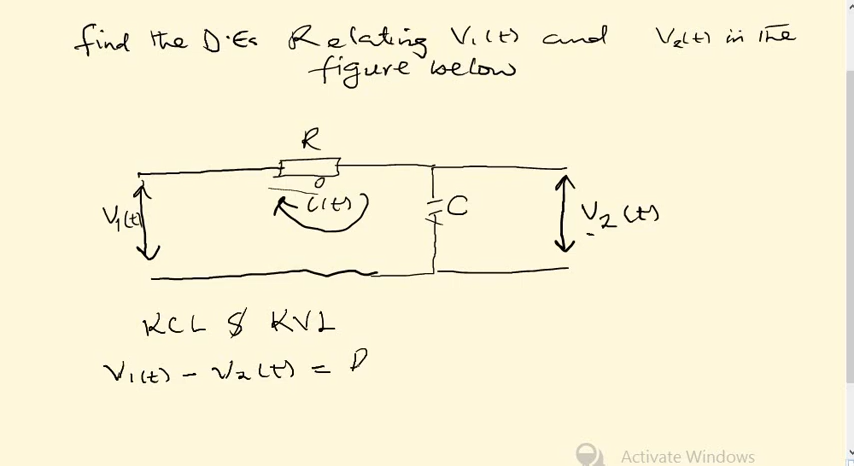 find the D.Es Relating V₁(t) and V₂(t) in the
figure below
R
i(t)
V₁(t)
C
V₂(t)
KCL & KVL
V₁(t) - V₂(t) =
Activate Windows